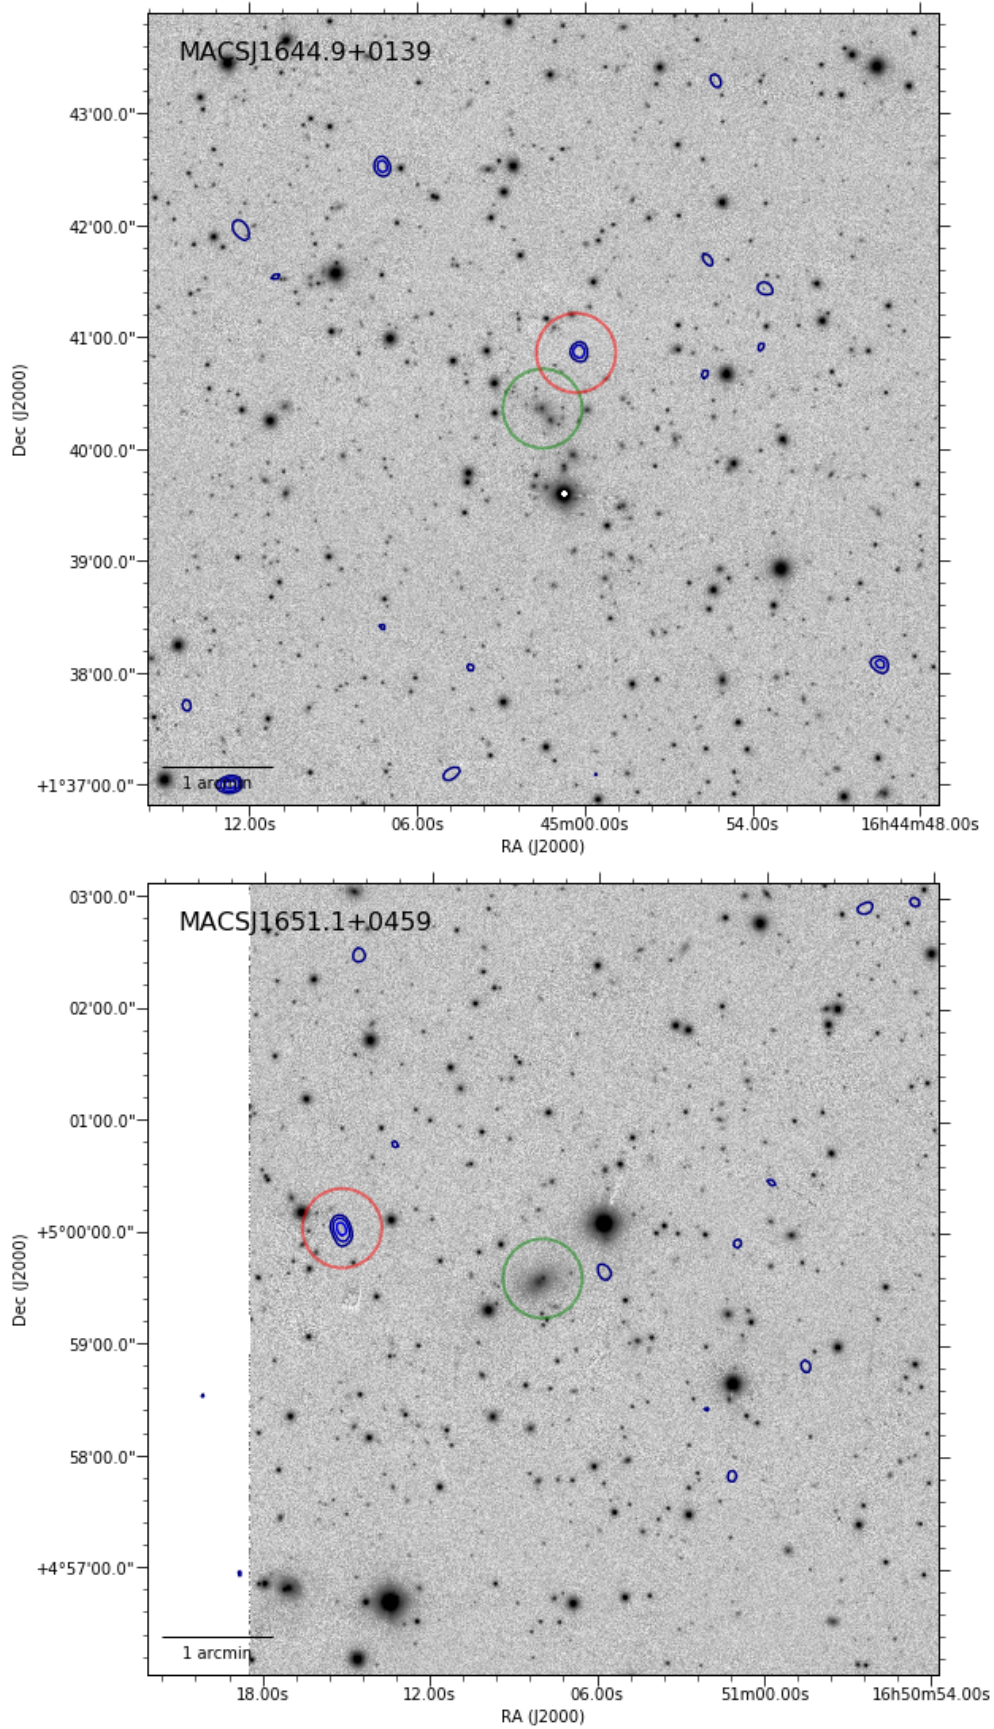 MACSJ1644.9+0139
43'00.0"
42'00.0"
41'00.0"
40'00.0"
39'00.0"
38'00.0"
+1°37'00.0"
Dec (J2000)
1 arcmin
12.00s 06.00s 45m00.00s 54.00s 16h44m48.00s
RA (J2000)
MACSJ1651.1+0459
03'00.0"
02'00.0"
01'00.0"
+5°00'00.0"
59'00.0"
58'00.0"
+4°57'00.0"
Dec (J2000)
1 arcmin
18.00s 12.00s 06.00s 51m00.00s 16h50m54.00s
RA (J2000)